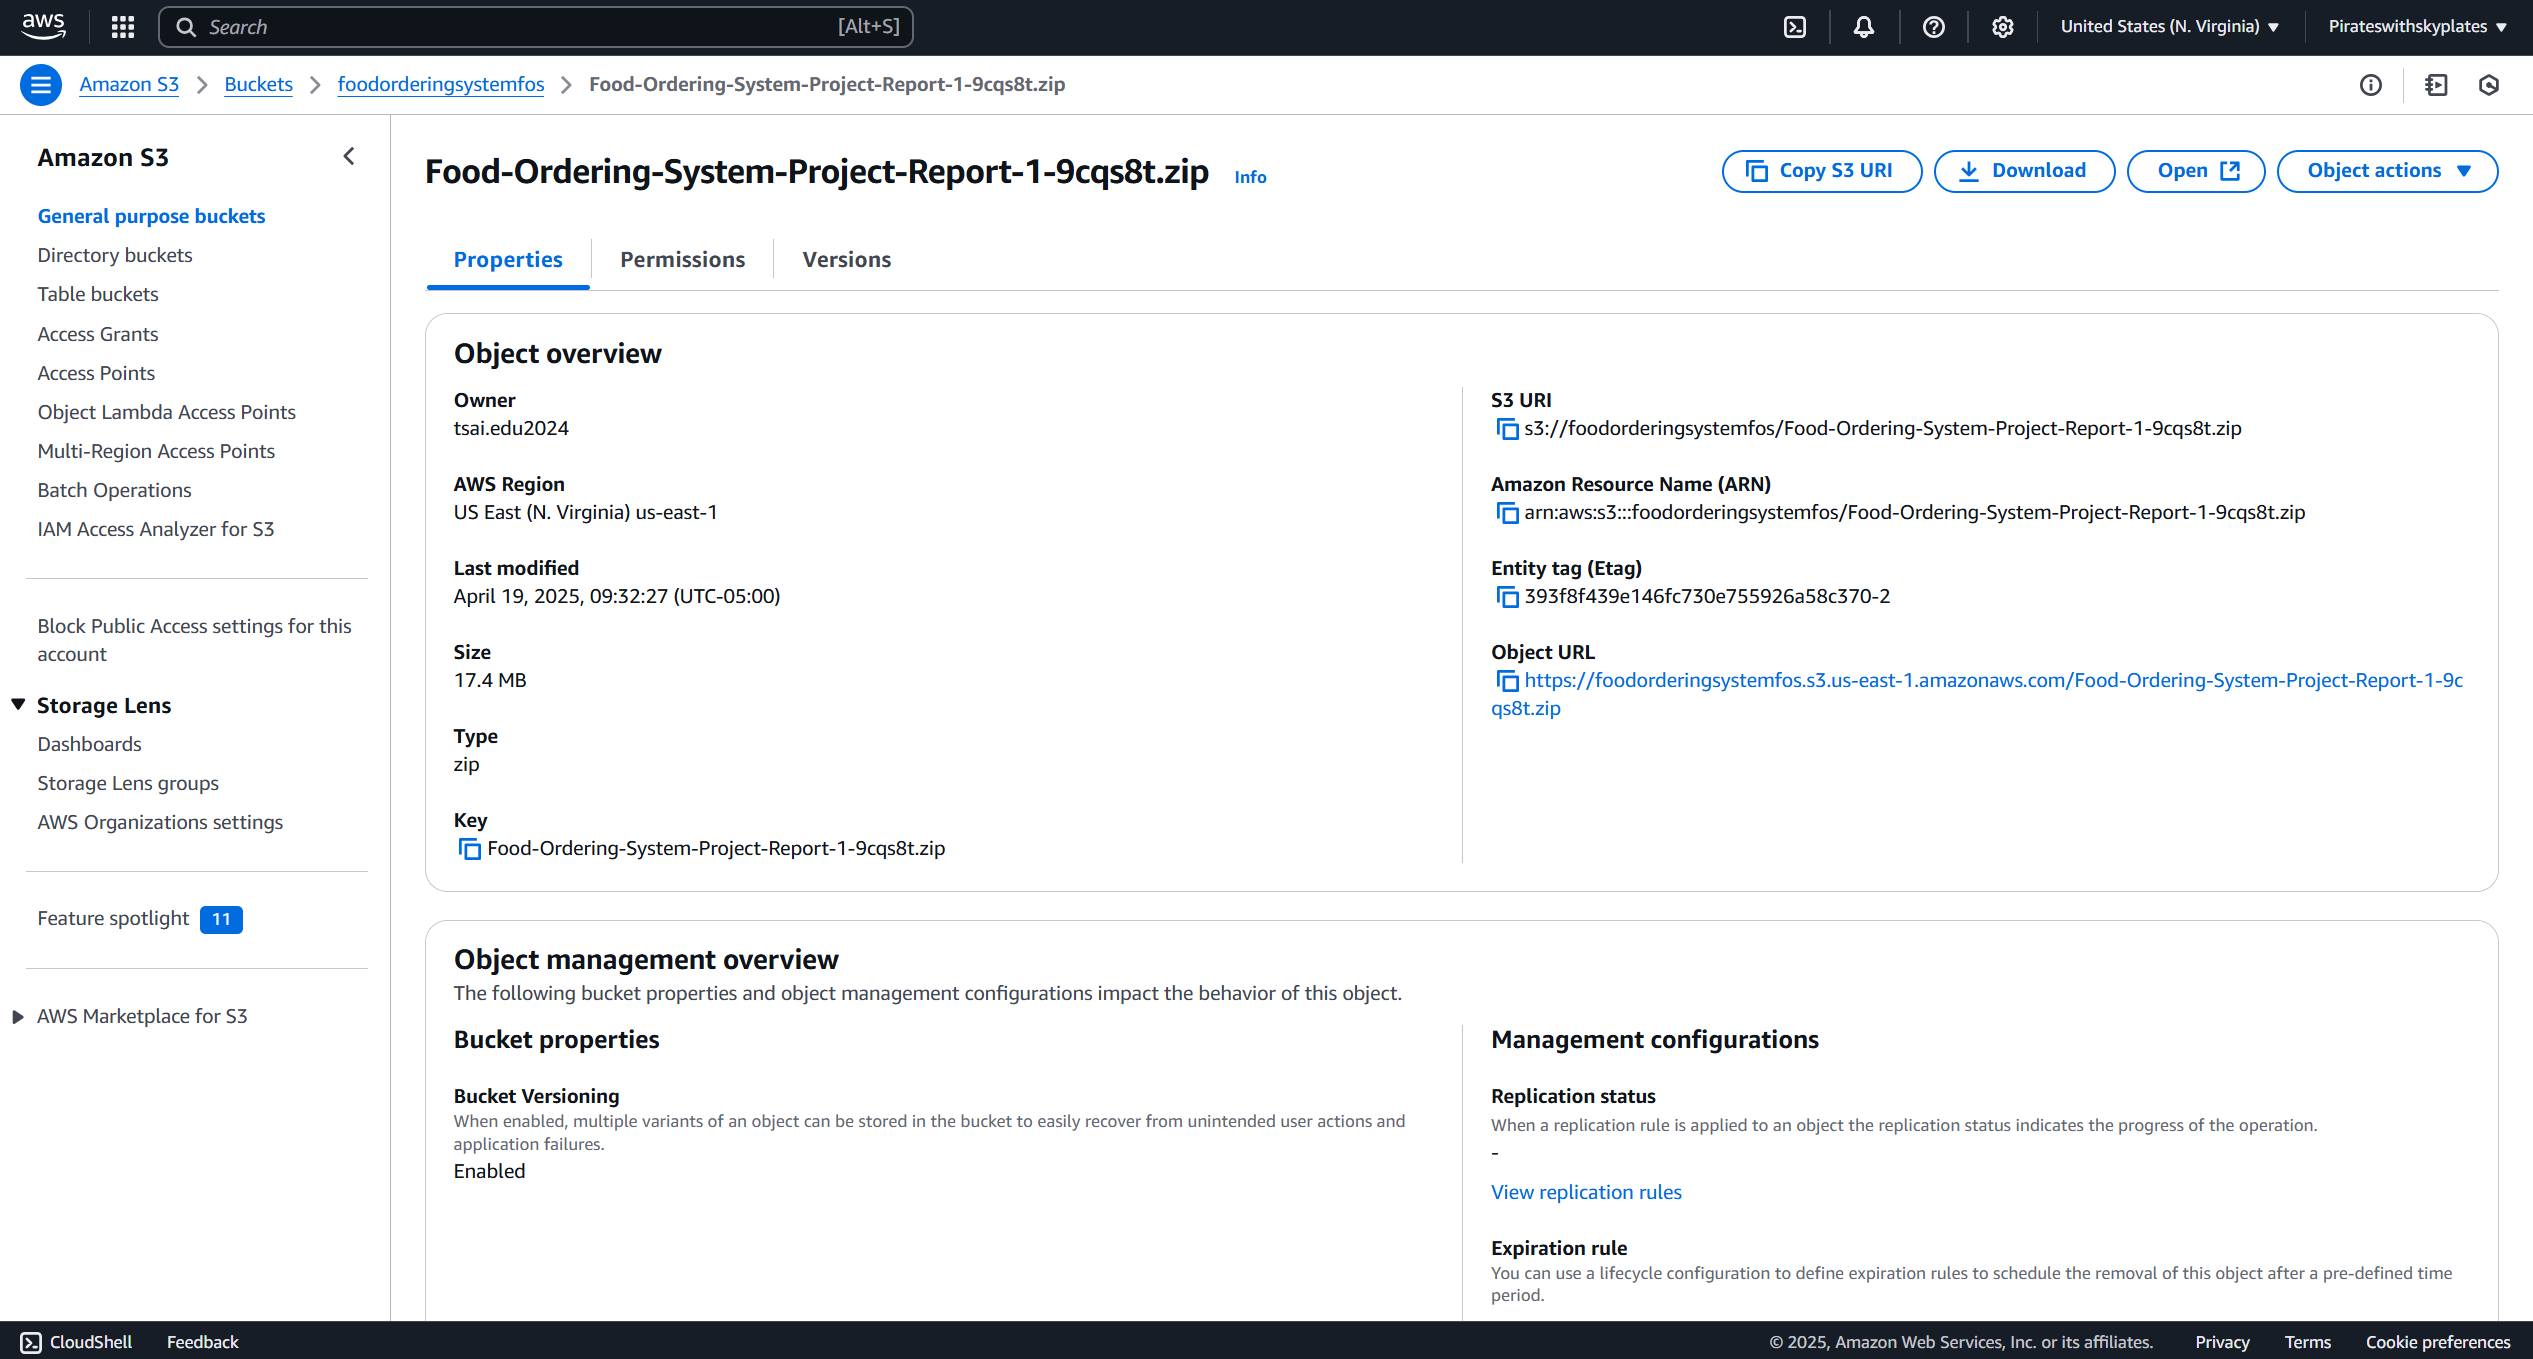 aws
Search
[Alt+S]
United States (N. Virginia)
Pirateswithskyplates
Amazon S3
Buckets
foodorderingsystemfos
Food-Ordering-System-Project-Report-1-9cqs8t.zip
Amazon S3
General purpose buckets
Directory buckets
Table buckets
Access Grants
Access Points
Object Lambda Access Points
Multi-Region Access Points
Batch Operations
IAM Access Analyzer for S3
Block Public Access settings for this
account
Storage Lens
Dashboards
Storage Lens groups
AWS Organizations settings
Feature spotlight 11
AWS Marketplace for S3
Food-Ordering-System-Project-Report-1-9cqs8t.zip
Info
Copy S3 URI
Download
Open
Object actions
Properties
Permissions
Versions
Object overview
Owner
tsai.edu2024
AWS Region
US East (N. Virginia) us-east-1
Last modified
April 19, 2025, 09:32:27 (UTC-05:00)
Size
17.4 MB
Type
zip
Key
Food-Ordering-System-Project-Report-1-9cqs8t.zip
S3 URI
s3://foodorderingsystemfos/Food-Ordering-System-Project-Report-1-9cqs8t.zip
Amazon Resource Name (ARN)
arn:aws:s3:::foodorderingsystemfos/Food-Ordering-System-Project-Report-1-9cqs8t.zip
Entity tag (Etag)
393f8f439e146fc730e755926a58c370-2
Object URL
https://foodorderingsystemfos.s3.us-east-1.amazonaws.com/Food-Ordering-System-Project-Report-1-9c
qs8t.zip
Object management overview
The following bucket properties and object management configurations impact the behavior of this object.
Bucket properties
Bucket Versioning
When enabled, multiple variants of an object can be stored in the bucket to easily recover from unintended user actions and
application failures.
Enabled
Management configurations
Replication status
When a replication rule is applied to an object the replication status indicates the progress of the operation.
-
View replication rules
Expiration rule
You can use a lifecycle configuration to define expiration rules to schedule the removal of this object after a pre-defined time
period.
CloudShell
Feedback
© 2025, Amazon Web Services, Inc. or its affiliates.
Privacy
Terms
Cookie preferences